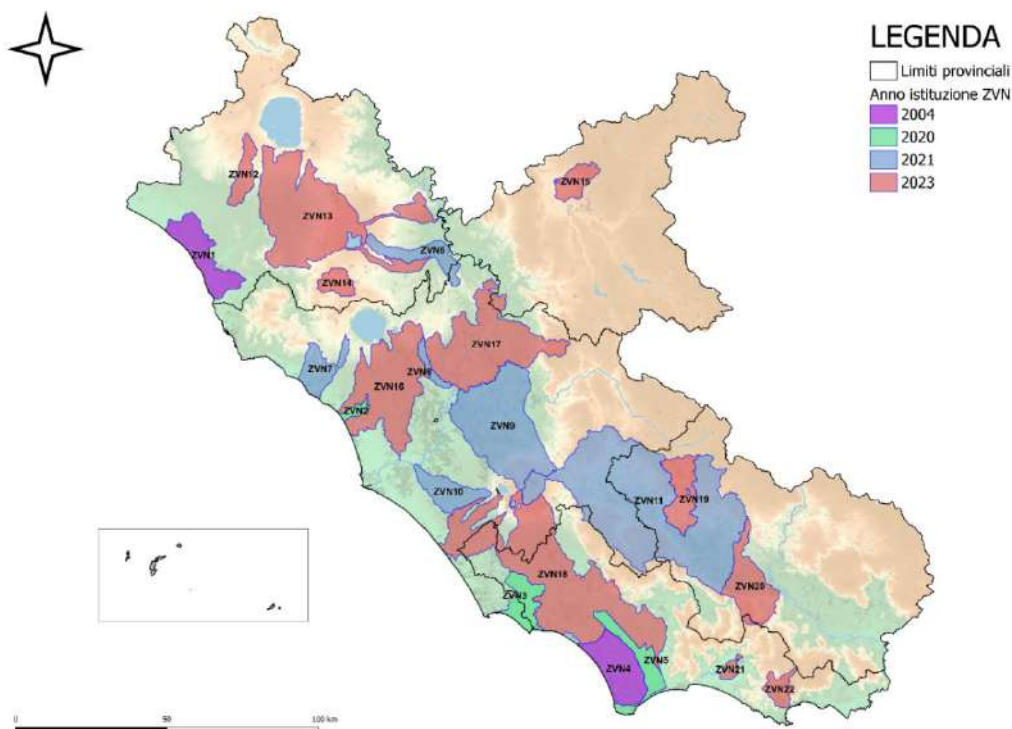 LEGENDA
Limiti provinciali
Anno istituzione ZVN
2004
2020
2021
2023
ZVN12
ZVN15
ZVN13
ZVN1
ZVN6
ZVN14
ZVN17
ZVN7
ZVN8
ZVN16
ZVN2
ZVN9
ZVN10
ZVN11
ZVN19
ZVN18
ZVN20
ZVN3
ZVN5
ZVN4
ZVN21
ZVN22
0 50 100 km